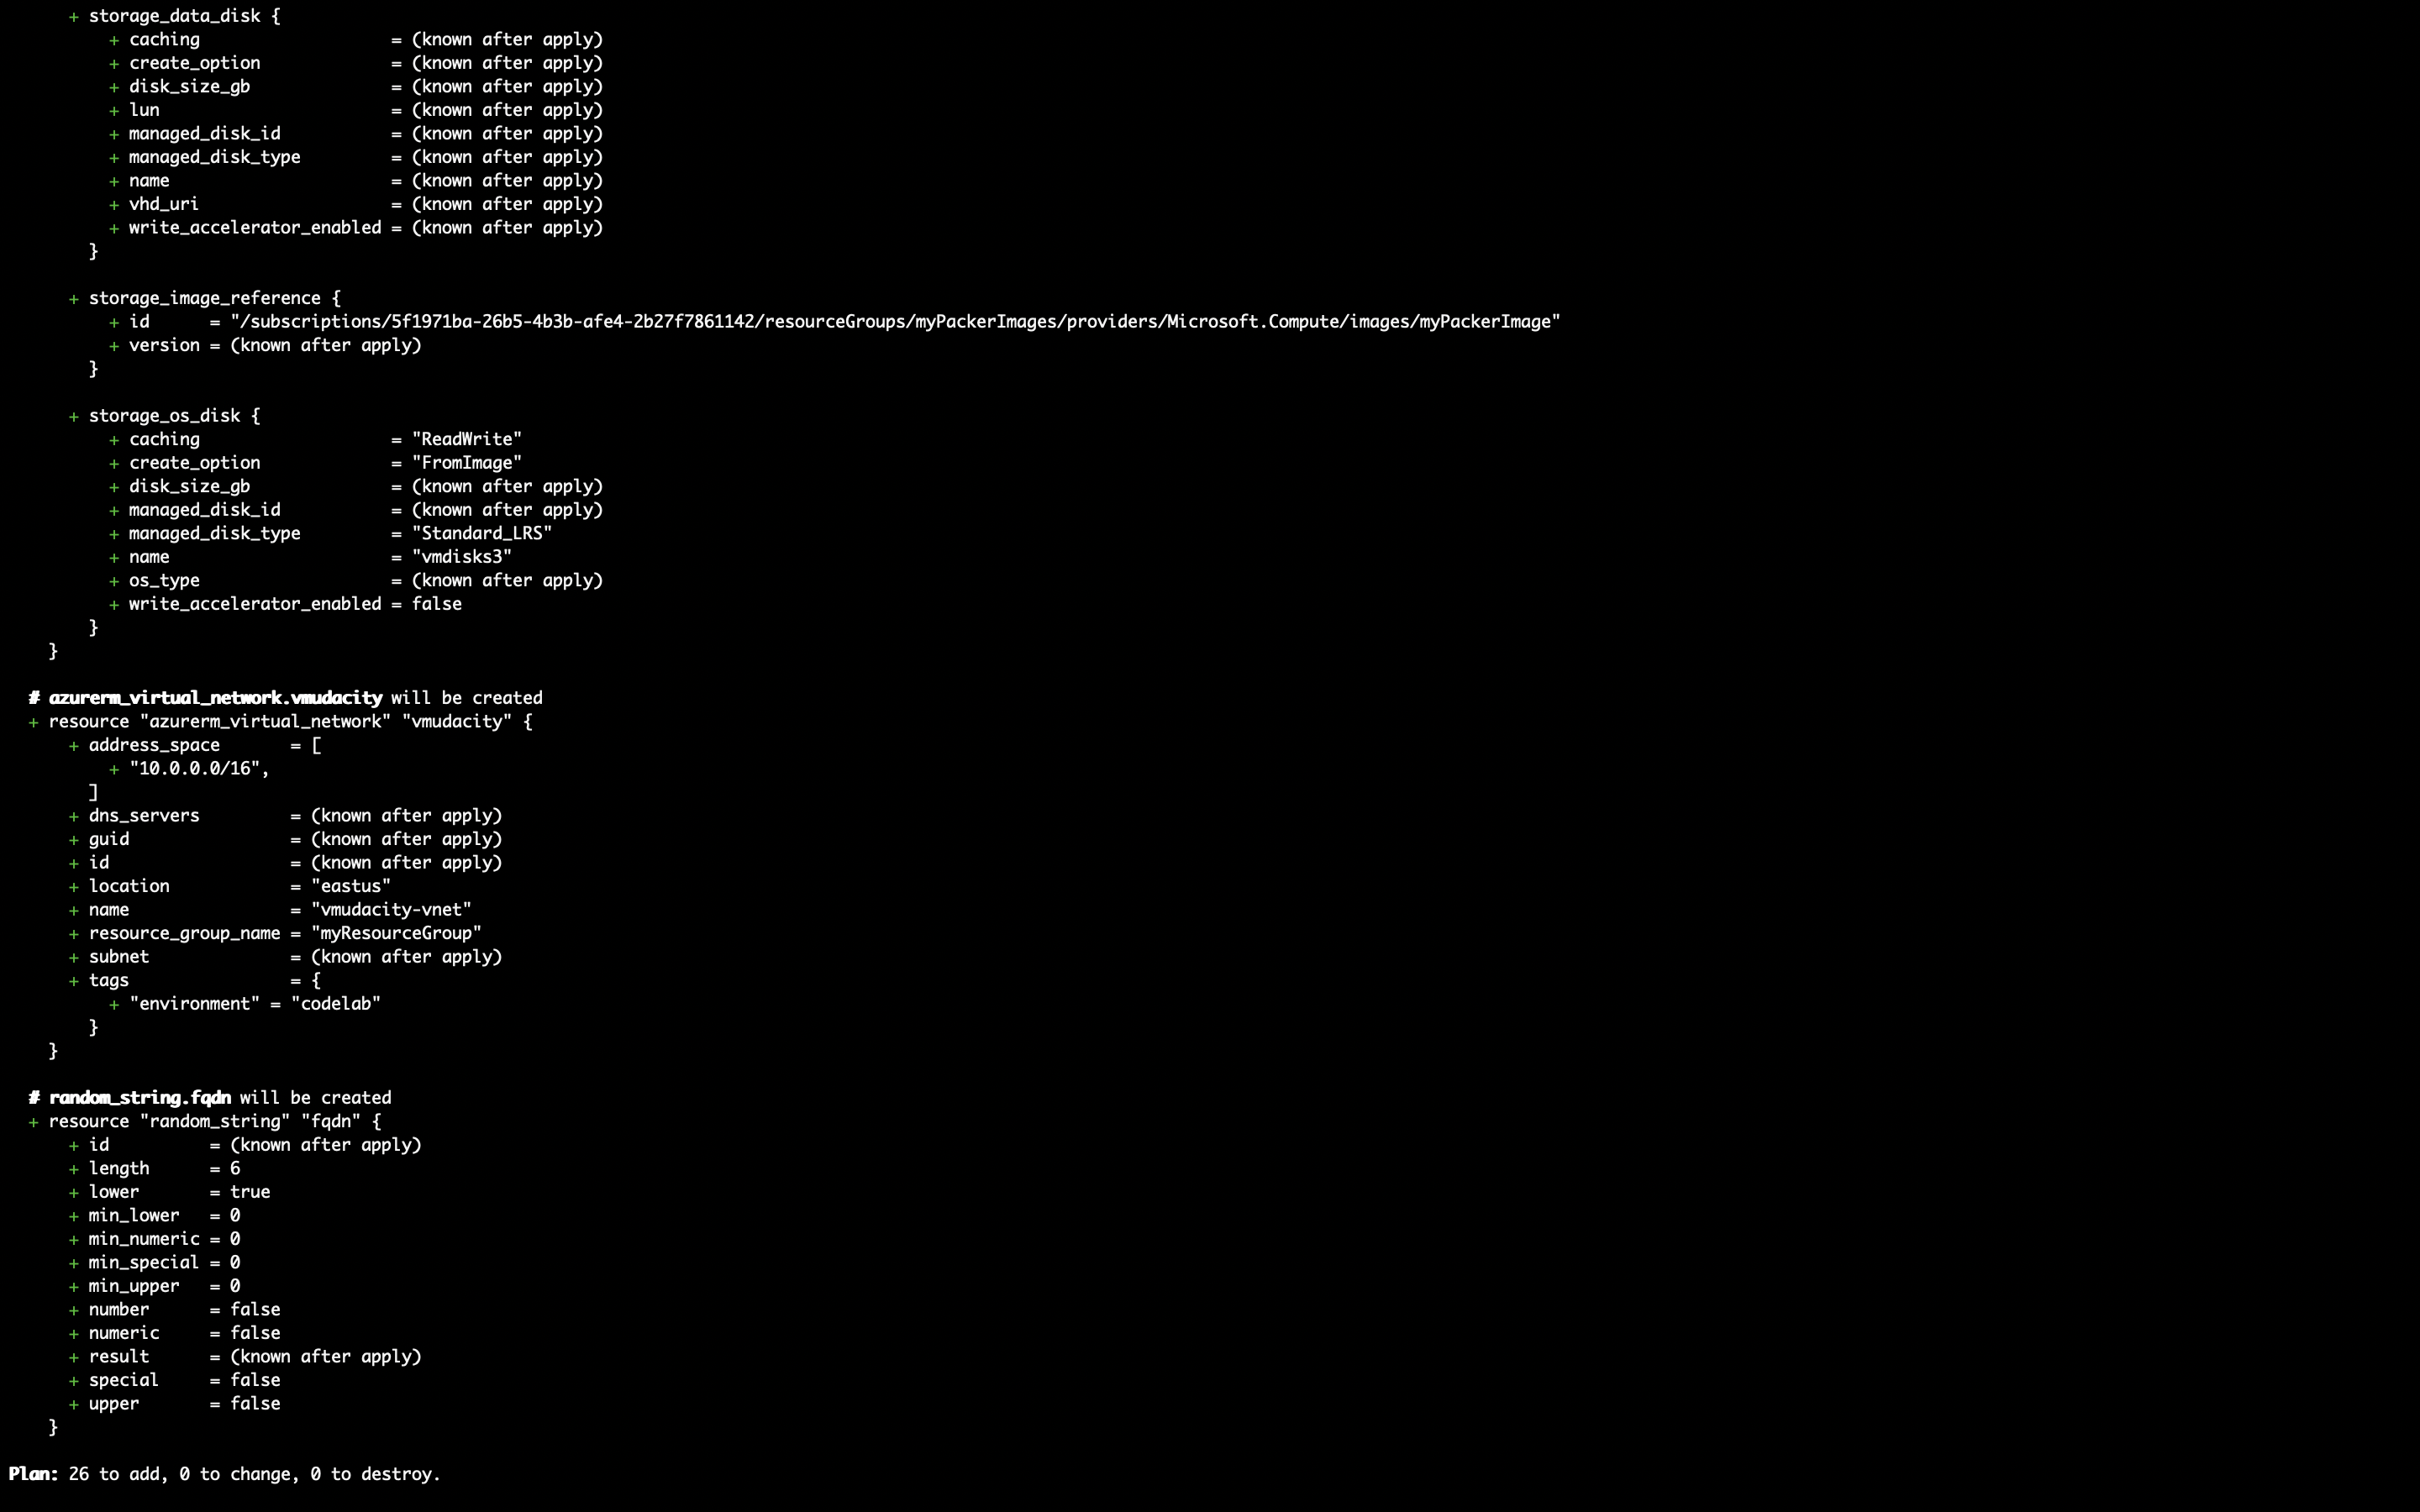 + storage_data_disk {
+ caching = (known after apply)
+ create_option = (known after apply)
+ disk_size_gb = (known after apply)
+ lun = (known after apply)
+ managed_disk_id = (known after apply)
+ managed_disk_type = (known after apply)
+ name = (known after apply)
+ vhd_uri = (known after apply)
+ write_accelerator_enabled = (known after apply)
}
+ storage_image_reference {
+ id = "/subscriptions/5f1971ba-26b5-4b3b-afe4-2b27f7861142/resourceGroups/myPackerImages/providers/Microsoft.Compute/images/myPackerImage"
+ version = (known after apply)
}
+ storage_os_disk {
+ caching = "ReadWrite"
+ create_option = "FromImage"
+ disk_size_gb = (known after apply)
+ managed_disk_id = (known after apply)
+ managed_disk_type = "Standard_LRS"
+ name = "vmdisks3"
+ os_type = (known after apply)
+ write_accelerator_enabled = false
}
}
# azurerm_virtual_network.vmudacity will be created
+ resource "azurerm_virtual_network" "vmudacity" {
+ address_space = [
+ "10.0.0.0/16",
]
+ dns_servers = (known after apply)
+ guid = (known after apply)
+ id = (known after apply)
+ location = "eastus"
+ name = "vmudacity-vnet"
+ resource_group_name = "myResourceGroup"
+ subnet = (known after apply)
+ tags = {
+ "environment" = "codelab"
}
}
# random_string.fqdn will be created
+ resource "random_string" "fqdn" {
+ id = (known after apply)
+ length = 6
+ lower = true
+ min_lower = 0
+ min_numeric = 0
+ min_special = 0
+ min_upper = 0
+ number = false
+ numeric = false
+ result = (known after apply)
+ special = false
+ upper = false
}
Plan: 26 to add, 0 to change, 0 to destroy.